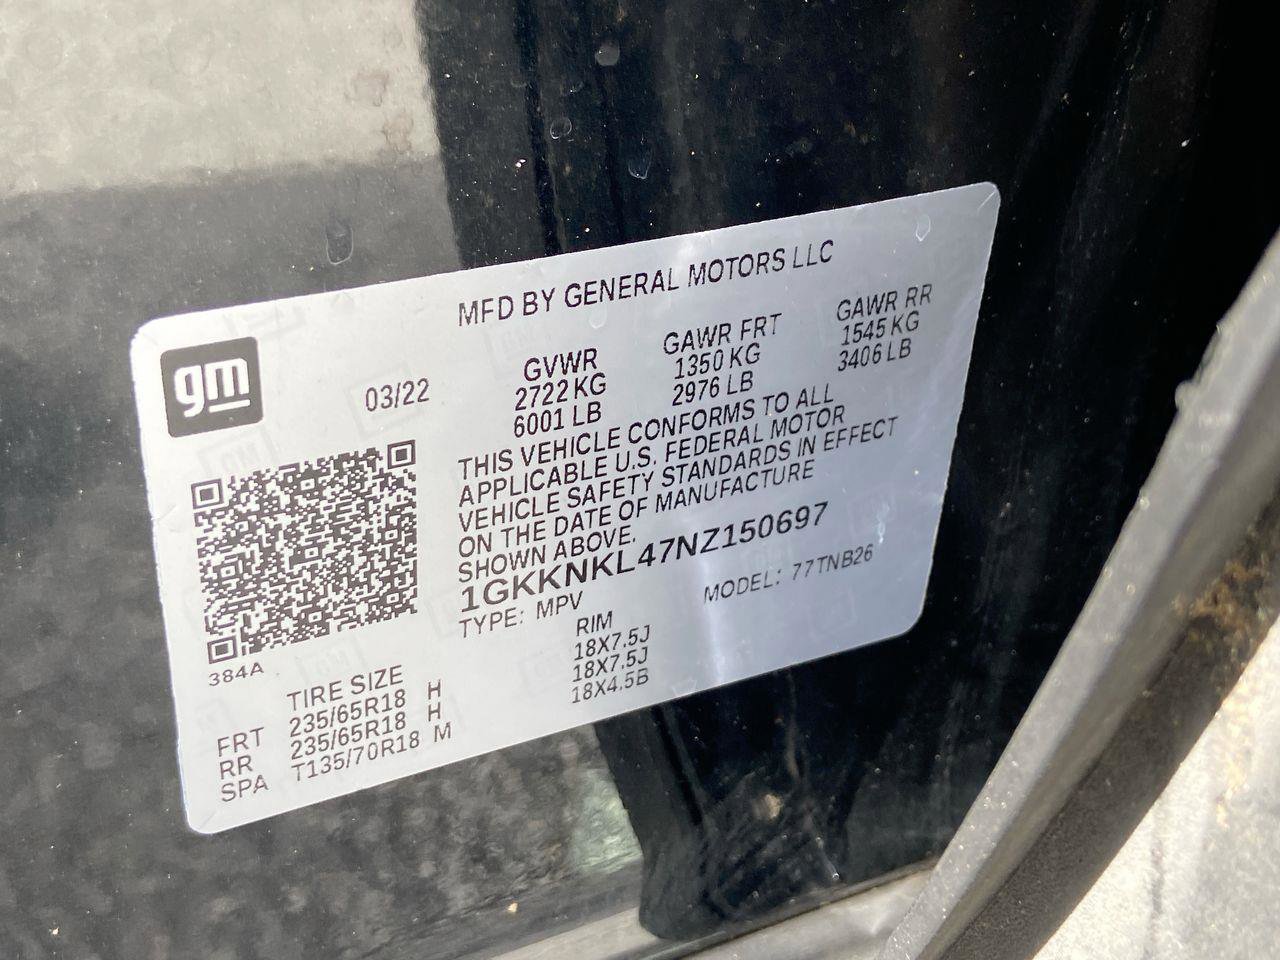 MFD BY GENERAL MOTORS LLC
gm
03/22
GVWR GAWR FRT GAWR RR
2722 KG 1350 KG 1545 KG
6001 LB 2976 LB 3406 LB
THIS VEHICLE CONFORMS TO ALL
APPLICABLE U.S. FEDERAL MOTOR
VEHICLE SAFETY STANDARDS IN EFFECT
ON THE DATE OF MANUFACTURE
SHOWN ABOVE.
1GKKNKL47NZ150697
TYPE: MPV MODEL: 77TNB26
384A
TIRE SIZE RIM
FRT 235/65R18 H 18X7.5J
RR 235/65R18 H 18X7.5J
SPA T135/70R18 M 18X4.5B